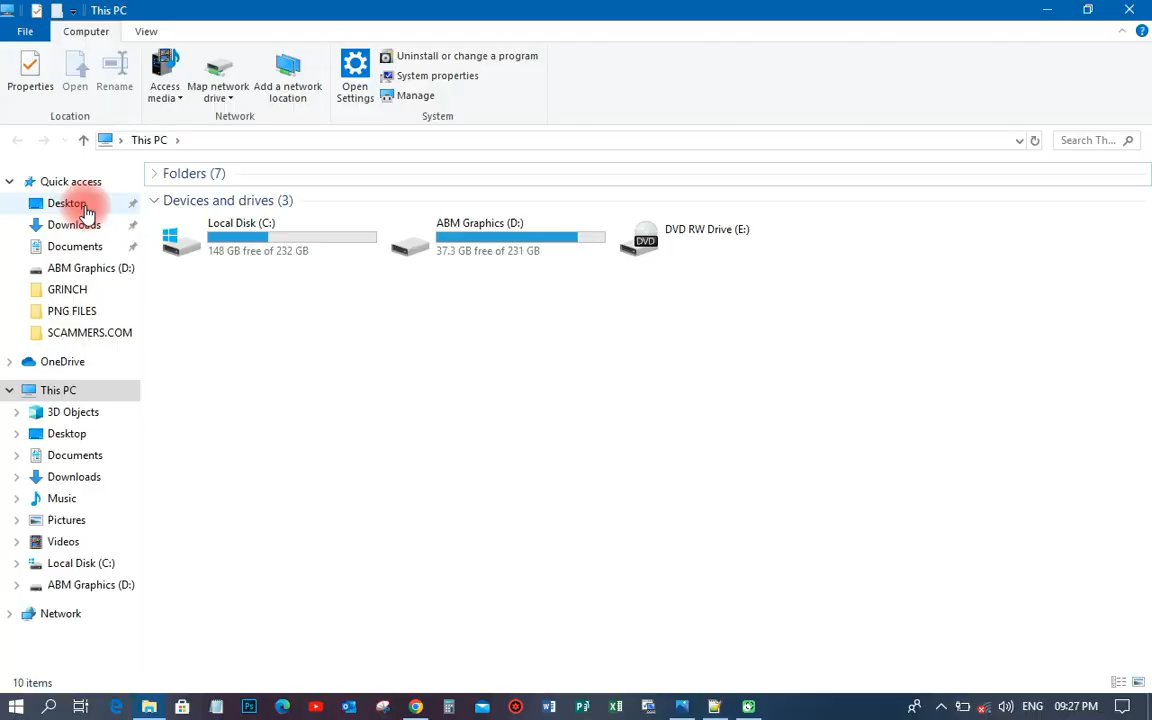 This PC
File
Computer
View
Properties
Open
Rename
Access media
Map network drive
Add a network location
Open Settings
Uninstall or change a program
System properties
Manage
Location
Network
System
This PC
Search Th...
Quick access
Desktop
Downloads
Documents
ABM Graphics (D:)
GRINCH
PNG FILES
SCAMMERS.COM
OneDrive
This PC
3D Objects
Desktop
Documents
Downloads
Music
Pictures
Videos
Local Disk (C:)
ABM Graphics (D:)
Network
Folders (7)
Devices and drives (3)
Local Disk (C:)
148 GB free of 232 GB
ABM Graphics (D:)
37.3 GB free of 231 GB
DVD
DVD RW Drive (E:)
10 items
ENG
09:27 PM